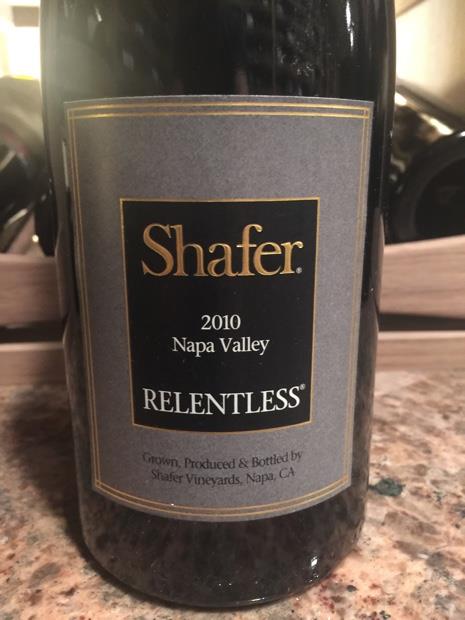 Shafer®
2010
Napa Valley
RELENTLESS®
Grown, Produced & Bottled by
Shafer Vineyards, Napa, CA